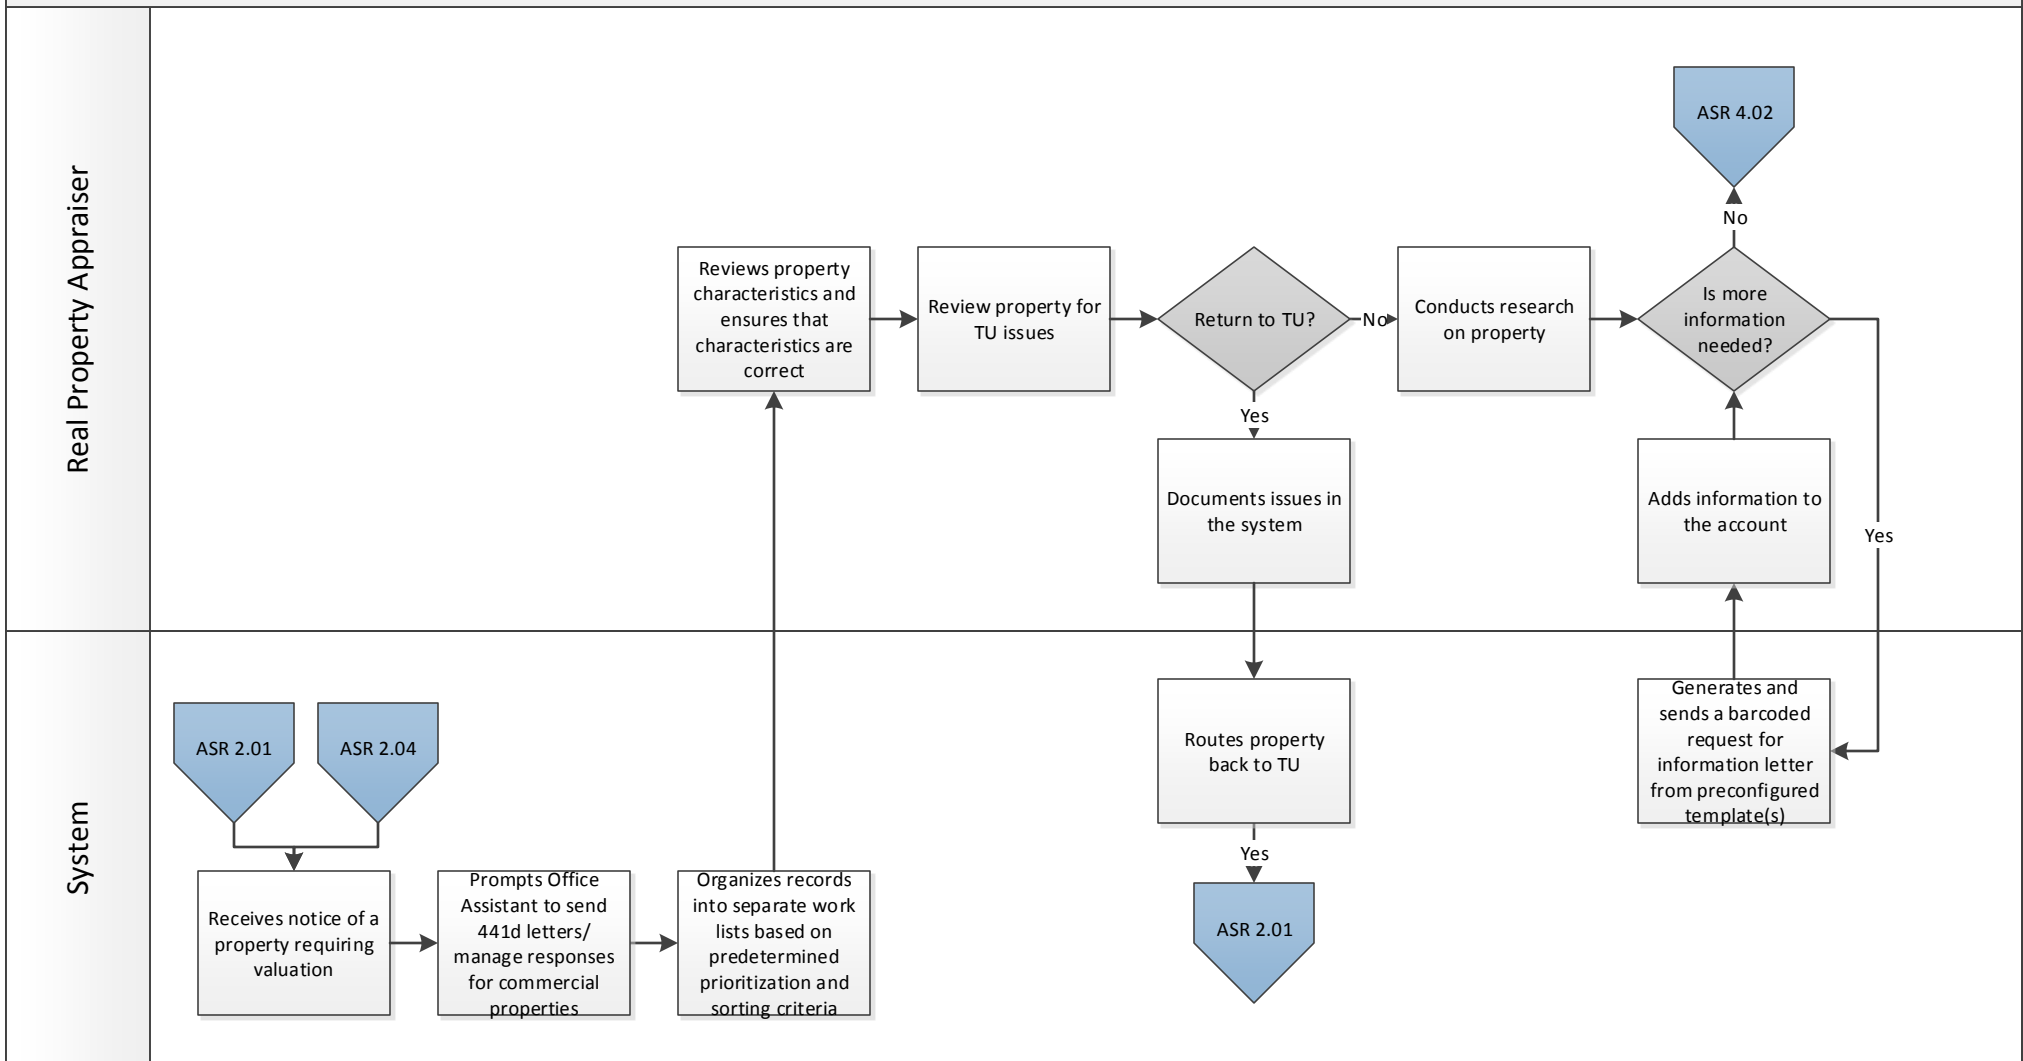 Real Property Appraiser
ASR 4.02
No
Reviews property
characteristics and
ensures that
characteristics are
correct
Review property for
TU issues
Return to TU?
No
Conducts research
on property
Is more
information
needed?
Yes
Documents issues in
the system
Adds information to
the account
Yes
System
ASR 2.01
ASR 2.04
Receives notice of a
property requiring
valuation
Prompts Office
Assistant to send
441d letters/
manage responses
for commercial
properties
Organizes records
into separate work
lists based on
predetermined
prioritization and
sorting criteria
Routes property
back to TU
Yes
ASR 2.01
Generates and
sends a barcoded
request for
information letter
from preconfigured
template(s)